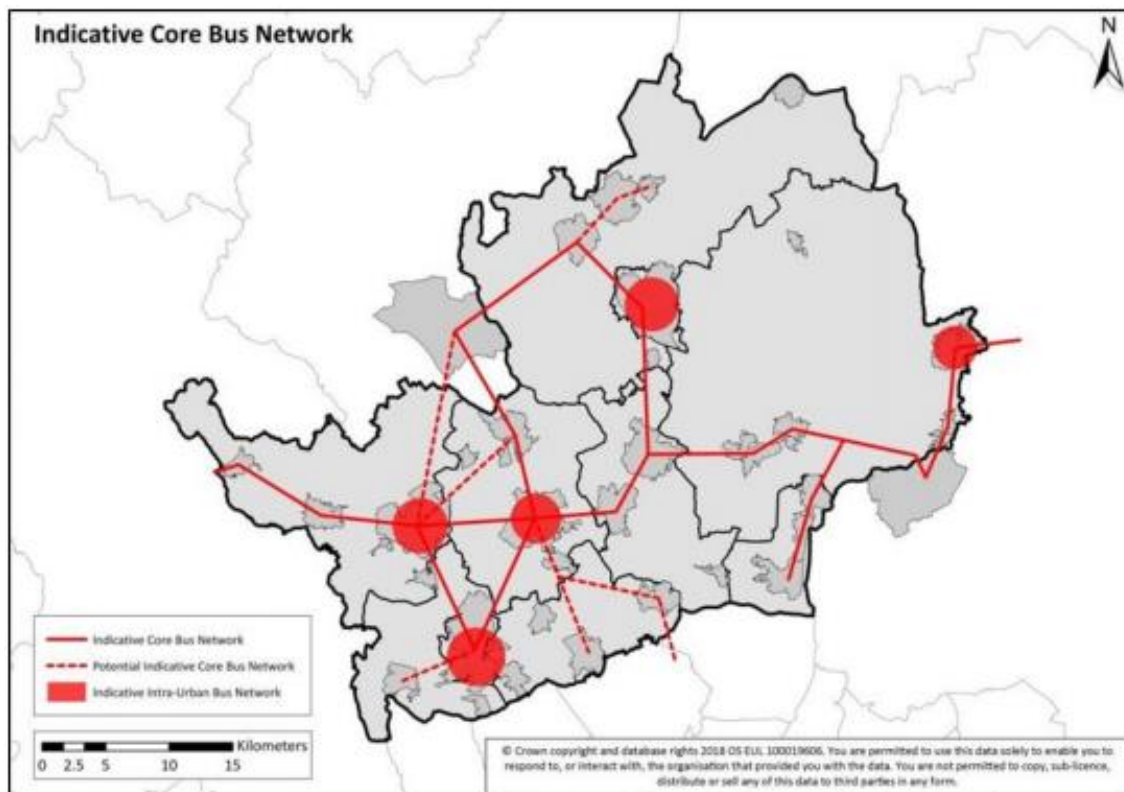 Indicative Core Bus Network
N
Indicative Core Bus Network
Potential Indicative Core Bus Network
Indicative Intra-Urban Bus Network
Kilometers
0 2.5 5 10 15
© Crown copyright and database rights 2018 OS EUL 100019606. You are permitted to use this data solely to enable you to
respond to, or interact with, the organisation that provided you with the data. You are not permitted to copy, sub-licence,
distribute or sell any of this data to third parties in any form.